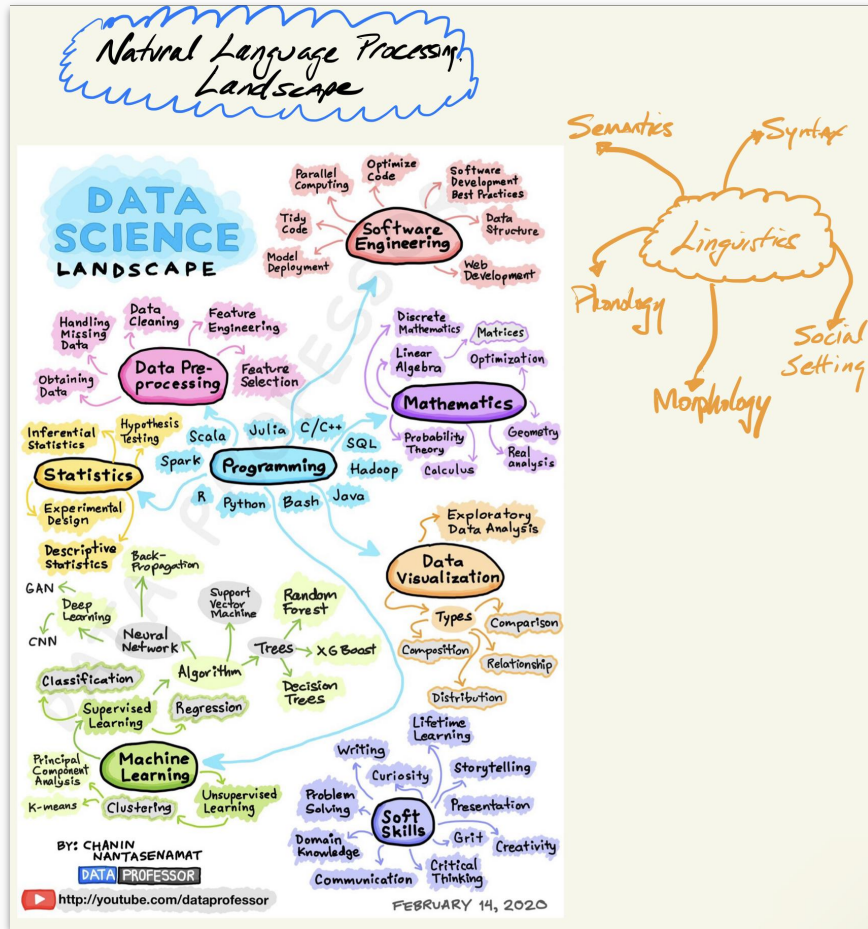 Natural Language Processing
Landscape
Semantics
Syntax
Linguistics
Phonology
Social
Setting
Morphology
DATA
SCIENCE
LANDSCAPE
Parallel
Computing
Optimize
Code
Software
Development
Best Practices
Tidy
Code
Software
Engineering
Data
Structure
Model
Deployment
Web
Development
Handling
Missing
Data
Data
Cleaning
Feature
Engineering
Obtaining
Data
Data Pre-
processing
Feature
Selection
Discrete
Mathematics
Matrices
Linear
Algebra
Optimization
Mathematics
Probability
Theory
Calculus
Geometry
Real
analysis
Inferential
Statistics
Hypothesis
Testing
Statistics
Experimental
Design
Descriptive
Statistics
Scala
Julia
C/C++
SQL
Spark
Programming
Hadoop
R
Python
Bash
Java
Exploratory
Data Analysis
Data
Visualization
Types
Comparison
Composition
Relationship
Distribution
Back-
Propagation
GAN
Deep
Learning
CNN
Neural
Network
Support
Vector
Machine
Random
Forest
Trees
XG Boost
Algorithm
Decision
Trees
Classification
Supervised
Learning
Regression
Principal
Component
Analysis
Machine
Learning
K-means
Clustering
Unsupervised
Learning
Lifetime
Learning
Writing
Curiosity
Storytelling
Problem
Solving
Presentation
Soft
Skills
Grit
Creativity
Domain
Knowledge
Communication
Critical
Thinking
BY: CHANIN
NANTASENAMAT
DATA PROFESSOR
http://youtube.com/dataprofessor
FEBRUARY 14, 2020
DATA PROFESSOR